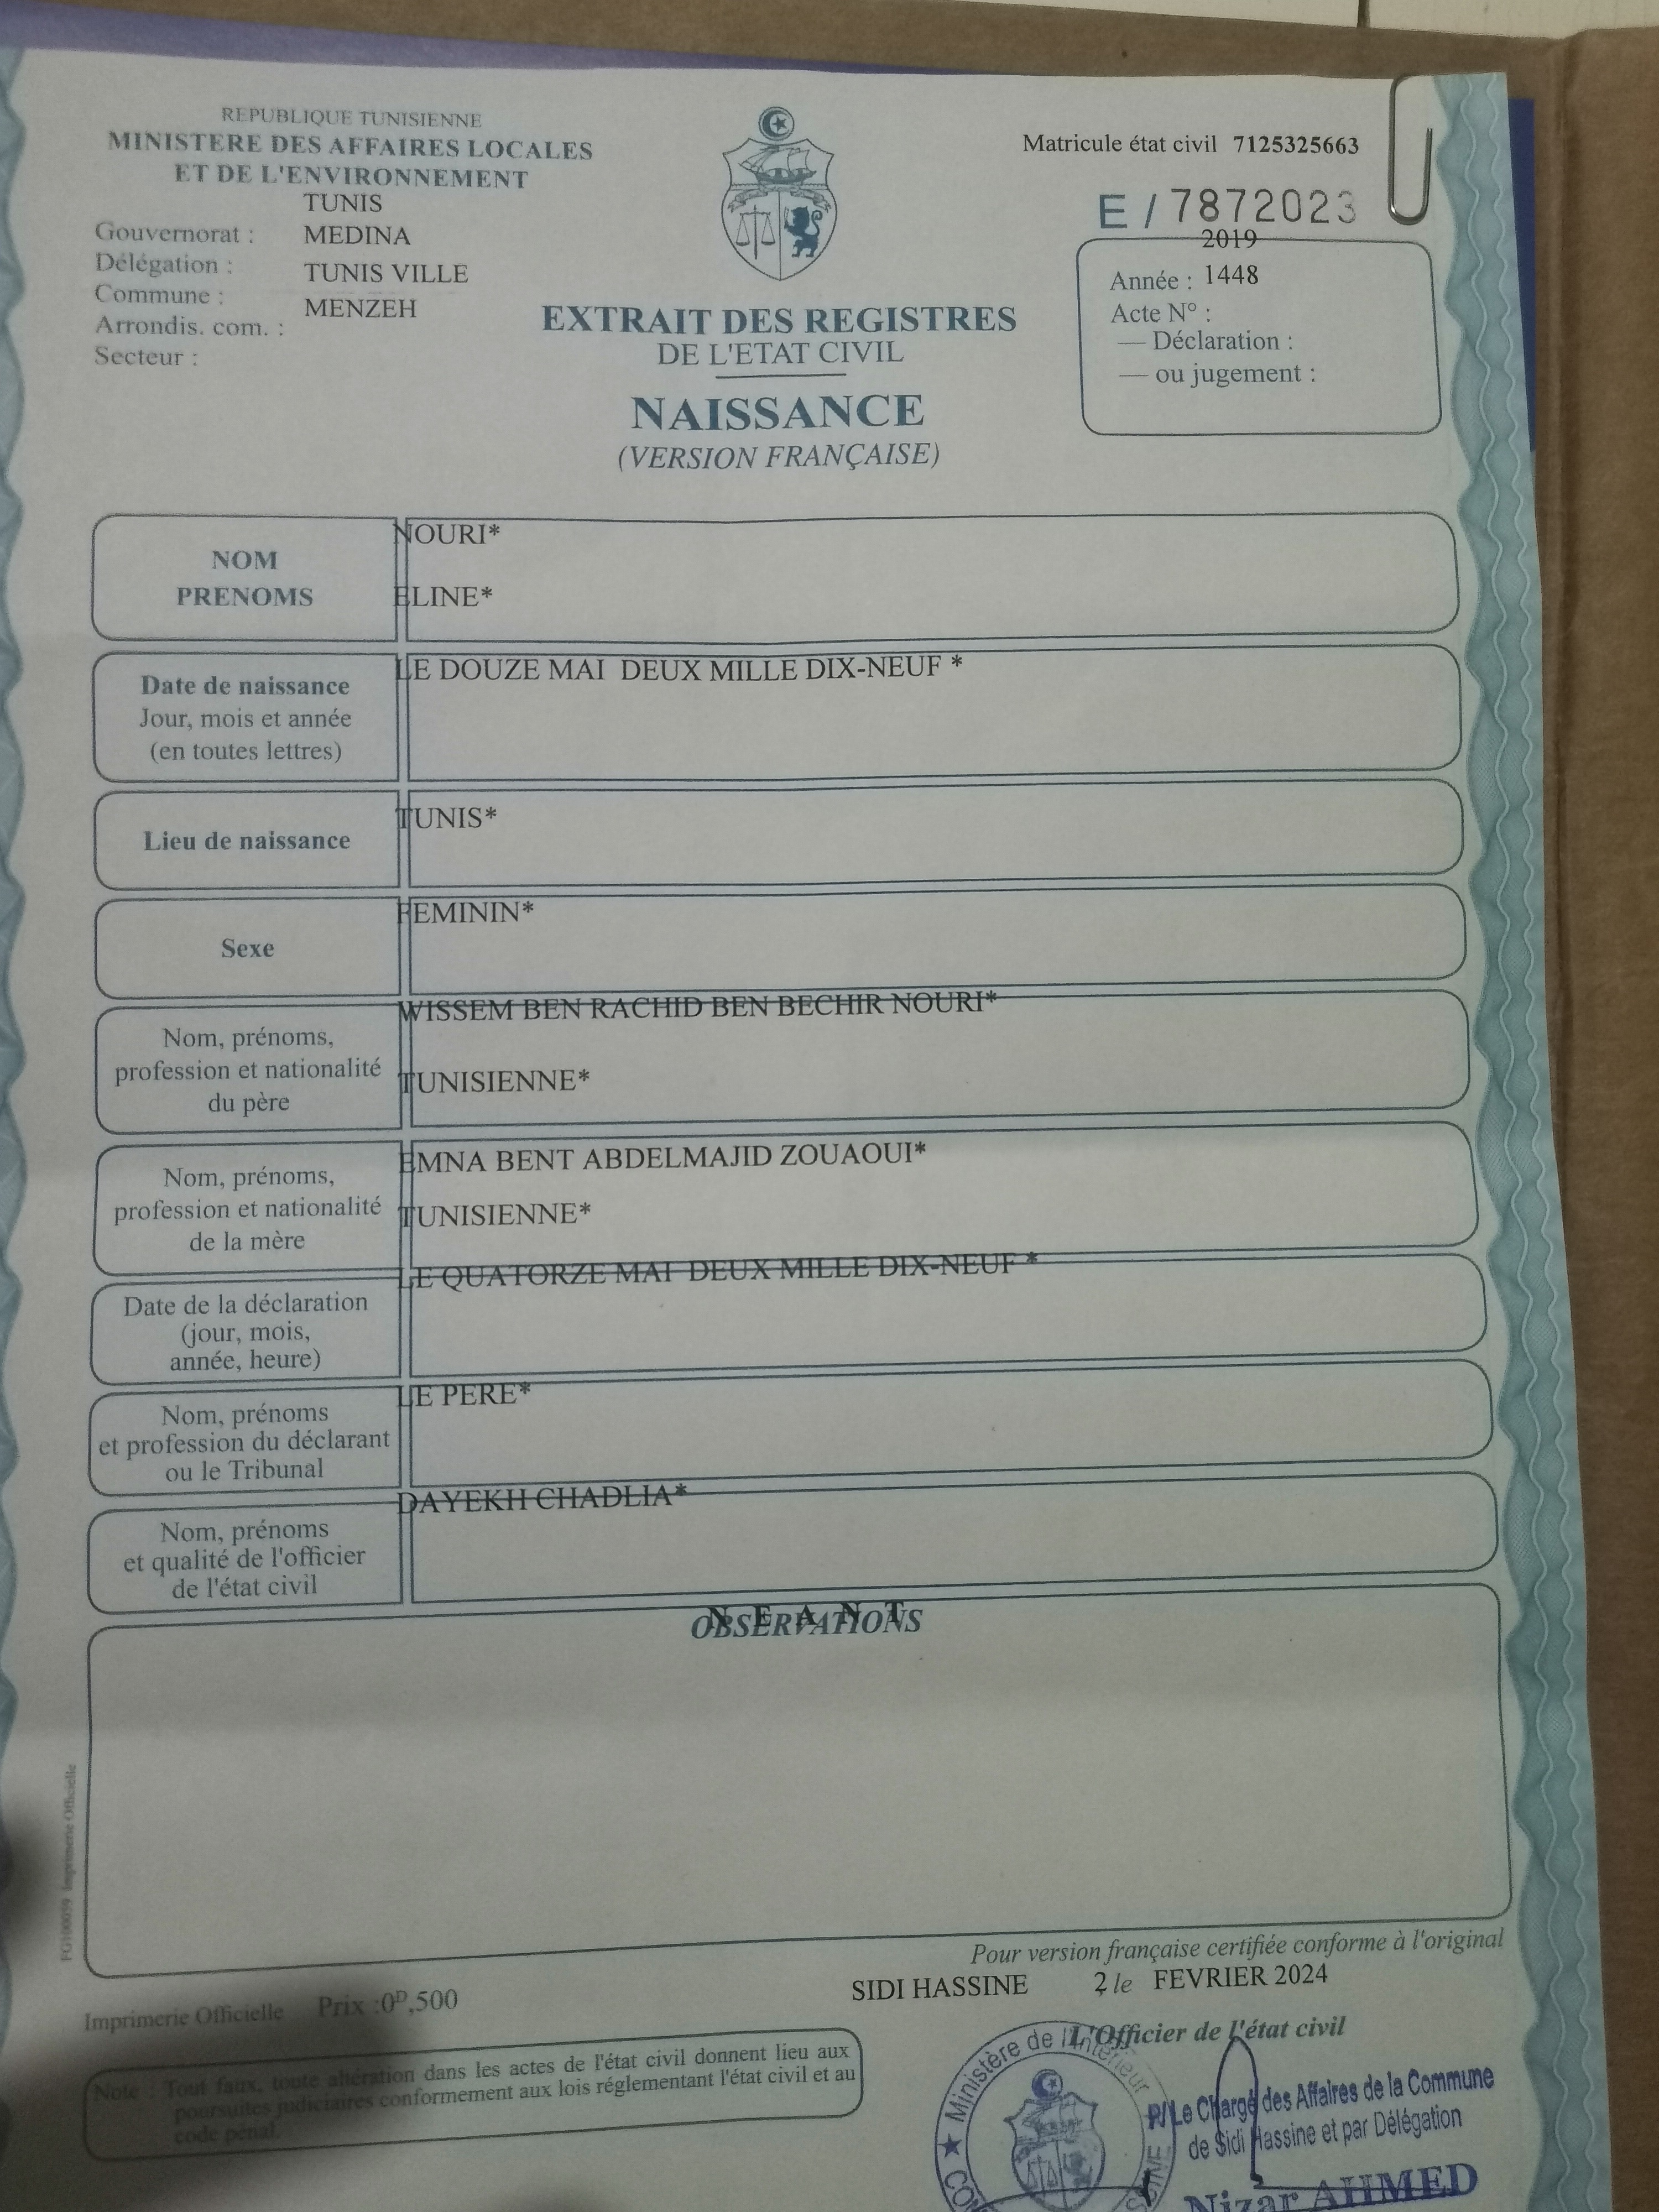 REPUBLIQUE TUNISIENNE
MINISTERE DES AFFAIRES LOCALES
ET DE L'ENVIRONNEMENT
TUNIS
Gouvernorat : MEDINA
Délégation : TUNIS VILLE
Commune : MENZEH
Arrondis. com. :
Secteur :
Matricule état civil 7125325663
E / 7872023
2019
Année : 1448
Acte N° :
— Déclaration :
— ou jugement :
EXTRAIT DES REGISTRES
DE L'ETAT CIVIL
NAISSANCE
(VERSION FRANÇAISE)
NOM
PRENOMS
NOURI*
ELINE*
Date de naissance
Jour, mois et année
(en toutes lettres)
LE DOUZE MAI DEUX MILLE DIX-NEUF *
Lieu de naissance
TUNIS*
Sexe
FEMININ*
Nom, prénoms,
profession et nationalité
du père
WISSEM BEN RACHID BEN BECHIR NOURI*
TUNISIENNE*
Nom, prénoms,
profession et nationalité
de la mère
EMNA BENT ABDELMAJID ZOUAOUI*
TUNISIENNE*
Date de la déclaration
(jour, mois,
année, heure)
LE QUATORZE MAI DEUX MILLE DIX-NEUF *
Nom, prénoms
et profession du déclarant
ou le Tribunal
LE PERE*
Nom, prénoms
et qualité de l'officier
de l'état civil
DAYEKH CHADLIA*
N E A N T
OBSERVATIONS
FG100059 Imprimerie Officielle
Pour version française certifiée conforme à l'original
SIDI HASSINE 2 le FEVRIER 2024
Imprimerie Officielle Prix :0D,500
L'Officier de l'état civil
Note : Tout faux, toute altération dans les actes de l'état civil donnent lieu aux
poursuites judiciaires conformement aux lois réglementant l'état civil et au
code pénal.
★ Ministère de l'Intérieur
P/Le Chargé des Affaires de la Commune
de Sidi Hassine et par Délégation
Nizar AHMED